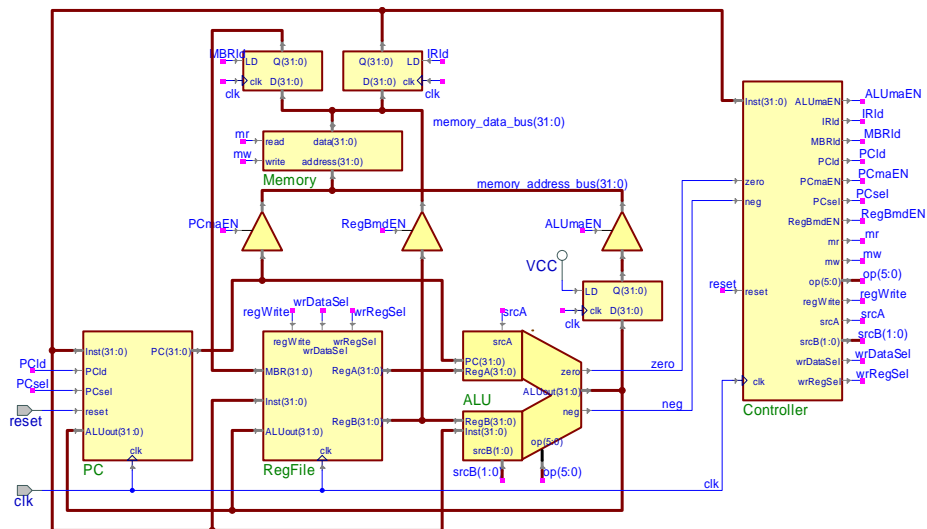 MBRld
LD
Q(31:0)
D(31:0)
clk
clk
Q(31:0)
LD
IRld
D(31:0)
clk
clk
memory_data_bus(31:0)
mr
read
data(31:0)
mw
write
address(31:0)
Memory
memory_address_bus(31:0)
PCmaEN
RegBmdEN
ALUmaEN
VCC
LD
Q(31:0)
clk
D(31:0)
clk
Inst(31:0)
ALUmaEN
ALUmaEN
IRld
IRld
MBRld
MBRld
PCld
PCld
zero
PCmaEN
PCmaEN
neg
PCsel
PCsel
RegBmdEN
RegBmdEN
mr
mr
mw
mw
op(5:0)
op(5:0)
reset
reset
regWrite
regWrite
srcA
srcA
srcB(1:0)
srcB(1:0)
wrDataSel
wrDataSel
clk
wrRegSel
wrRegSel
Controller
Inst(31:0)
PC(31:0)
PCld
PCld
PCsel
PCsel
reset
reset
ALUout(31:0)
clk
PC
clk
wrDataSel
regWrite
wrRegSel
regWrite
wrRegSel
wrDataSel
MBR(31:0)
RegA(31:0)
Inst(31:0)
RegB(31:0)
ALUout(31:0)
clk
RegFile
srcA
srcA
PC(31:0)
RegA(31:0)
zero
zero
ALU
ALUout(31:0)
RegB(31:0)
neg
neg
Inst(31:0)
op(5:0)
srcB(1:0)
srcB(1:0)
op(5:0)
clk